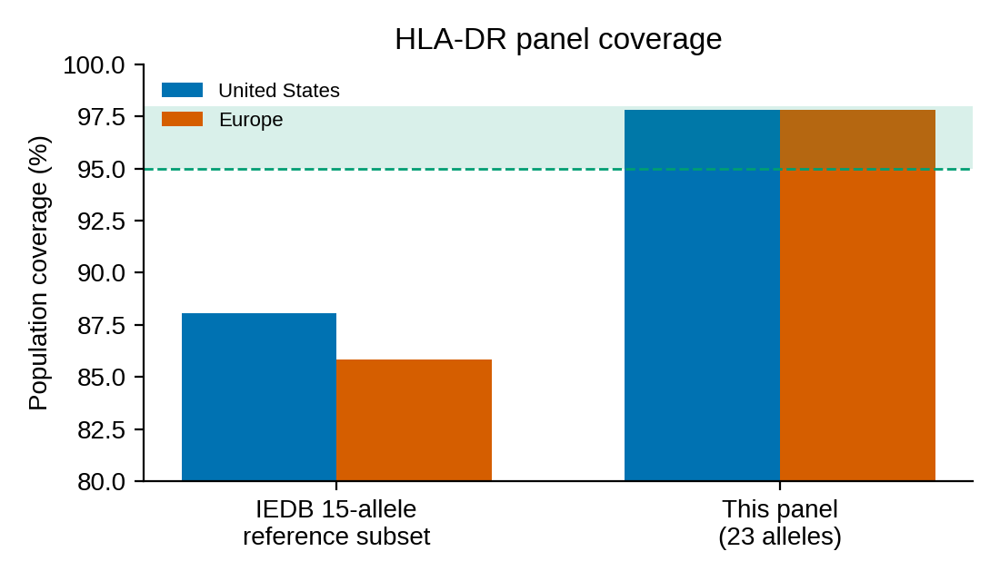 HLA-DR panel coverage
Population coverage (%)
100.0
97.5
95.0
92.5
90.0
87.5
85.0
82.5
80.0
United States
Europe
IEDB 15-allele
reference subset
This panel
(23 alleles)